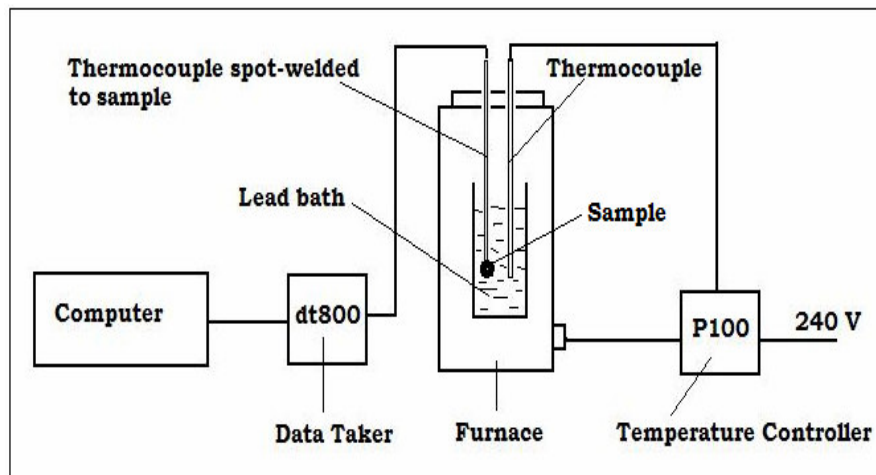 Thermocouple spot-welded
to sample
Thermocouple
Lead bath
Sample
Computer
dt800
P100
240 V
Data Taker
Furnace
Temperature Controller